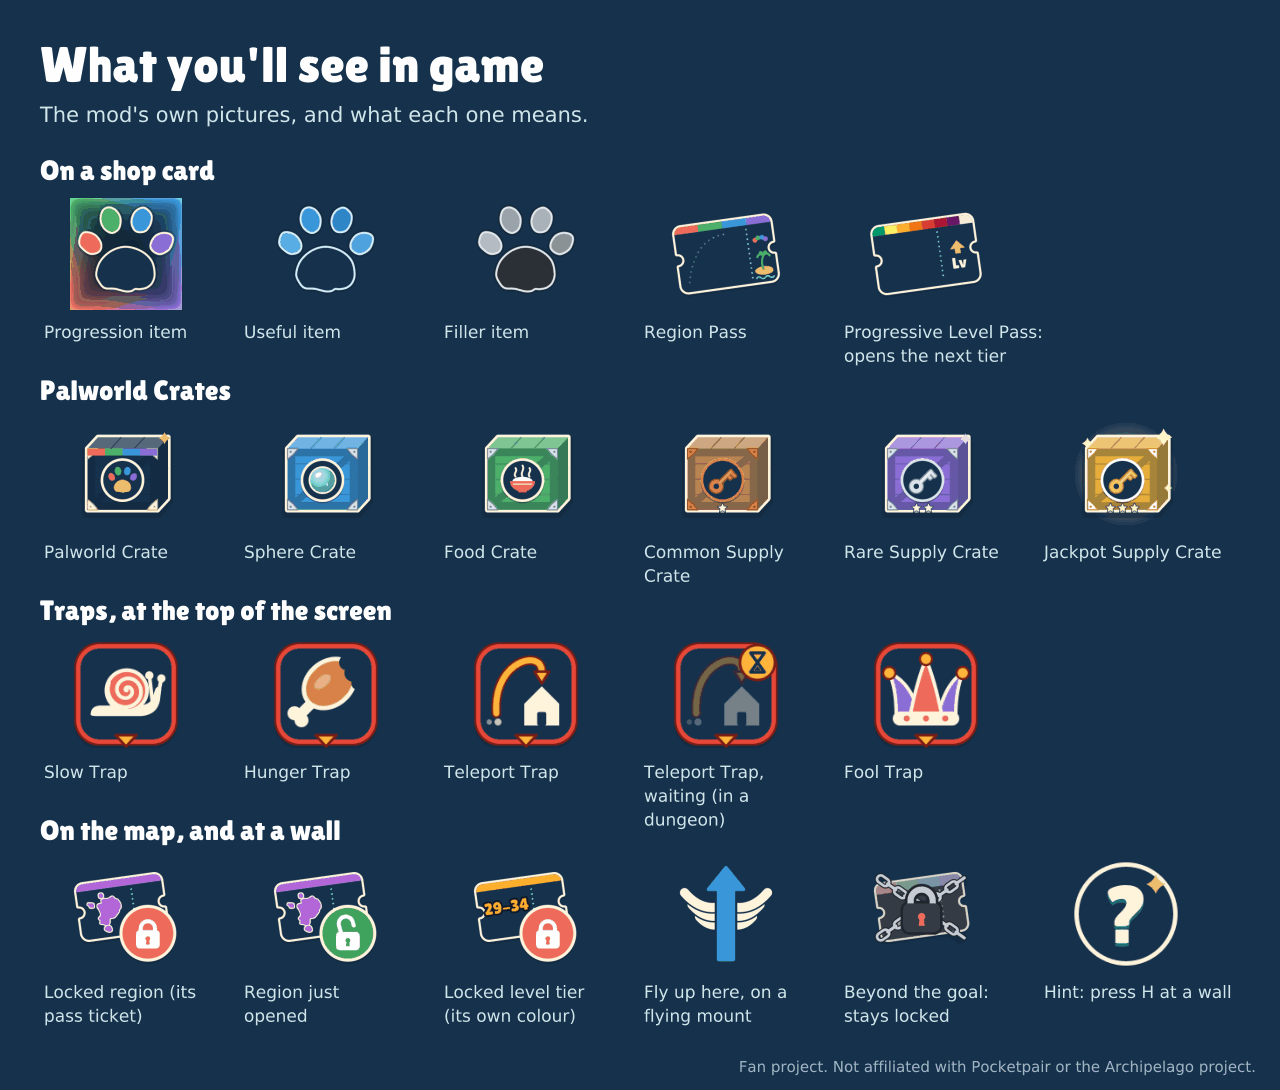 What you'll see in game
The mod's own pictures, and what each one means.
On a shop card
Lv
Progression item
Useful item
Filler item
Region Pass
Progressive Level Pass:
opens the next tier
Palworld Crates
Palworld Crate
Sphere Crate
Food Crate
Common Supply
Crate
Rare Supply Crate
Jackpot Supply Crate
Traps, at the top of the screen
Slow Trap
Hunger Trap
Teleport Trap
Teleport Trap,
waiting (in a
dungeon)
Fool Trap
On the map, and at a wall
29-34
?
Locked region (its
pass ticket)
Region just
opened
Locked level tier
(its own colour)
Fly up here, on a
flying mount
Beyond the goal:
stays locked
Hint: press H at a wall
Fan project. Not affiliated with Pocketpair or the Archipelago project.